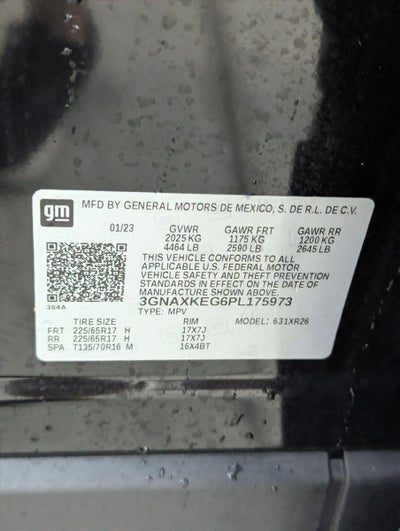 gm
MFD BY GENERAL MOTORS DE MEXICO, S. DE R.L. DE C.V.
01/23 GVWR GAWR FRT GAWR RR
2025 KG 1175 KG 1200 KG
4464 LB 2590 LB 2645 LB
THIS VEHICLE CONFORMS TO ALL
APPLICABLE U.S. FEDERAL MOTOR
VEHICLE SAFETY AND THEFT PREVENTION
STANDARDS IN EFFECT ON THE DATE OF
MANUFACTURE SHOWN ABOVE.
3GNAXKEG6PL175973
384A TYPE: MPV
TIRE SIZE RIM MODEL: 631XR26
FRT 225/65R17 H 17X7J
RR 225/65R17 H 17X7J
SPA T135/70R16 M 16X4BT